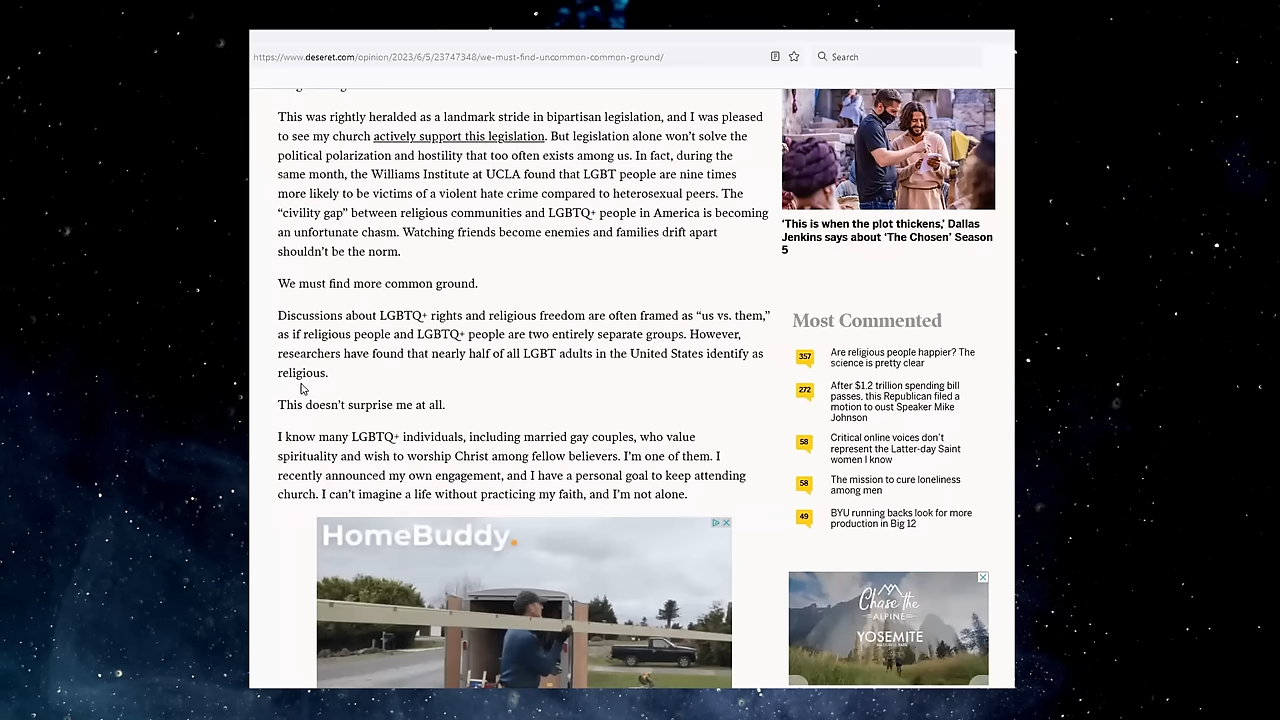 https://www.deseret.com/opinion/2023/6/5/23747348/we-must-find-uncommon-common-ground/
Search
This was rightly heralded as a landmark stride in bipartisan legislation, and I was pleased
to see my church actively support this legislation. But legislation alone won’t solve the
political polarization and hostility that too often exists among us. In fact, during the
same month, the Williams Institute at UCLA found that LGBT people are nine times
more likely to be victims of a violent hate crime compared to heterosexual peers. The
“civility gap” between religious communities and LGBTQ+ people in America is becoming
an unfortunate chasm. Watching friends become enemies and families drift apart
shouldn’t be the norm.
We must find more common ground.
Discussions about LGBTQ+ rights and religious freedom are often framed as “us vs. them,”
as if religious people and LGBTQ+ people are two entirely separate groups. However,
researchers have found that nearly half of all LGBT adults in the United States identify as
religious.
This doesn’t surprise me at all.
I know many LGBTQ+ individuals, including married gay couples, who value
spirituality and wish to worship Christ among fellow believers. I’m one of them. I
recently announced my own engagement, and I have a personal goal to keep attending
church. I can’t imagine a life without practicing my faith, and I’m not alone.
HomeBuddy.
‘This is when the plot thickens,’ Dallas
Jenkins says about ‘The Chosen’ Season
5
Most Commented
357
Are religious people happier? The
science is pretty clear
272
After $1.2 trillion spending bill
passes, this Republican filed a
motion to oust Speaker Mike
Johnson
58
Critical online voices don’t
represent the Latter-day Saint
women I know
58
The mission to cure loneliness
among men
49
BYU running backs look for more
production in Big 12
Chase the
ALPINE
YOSEMITE